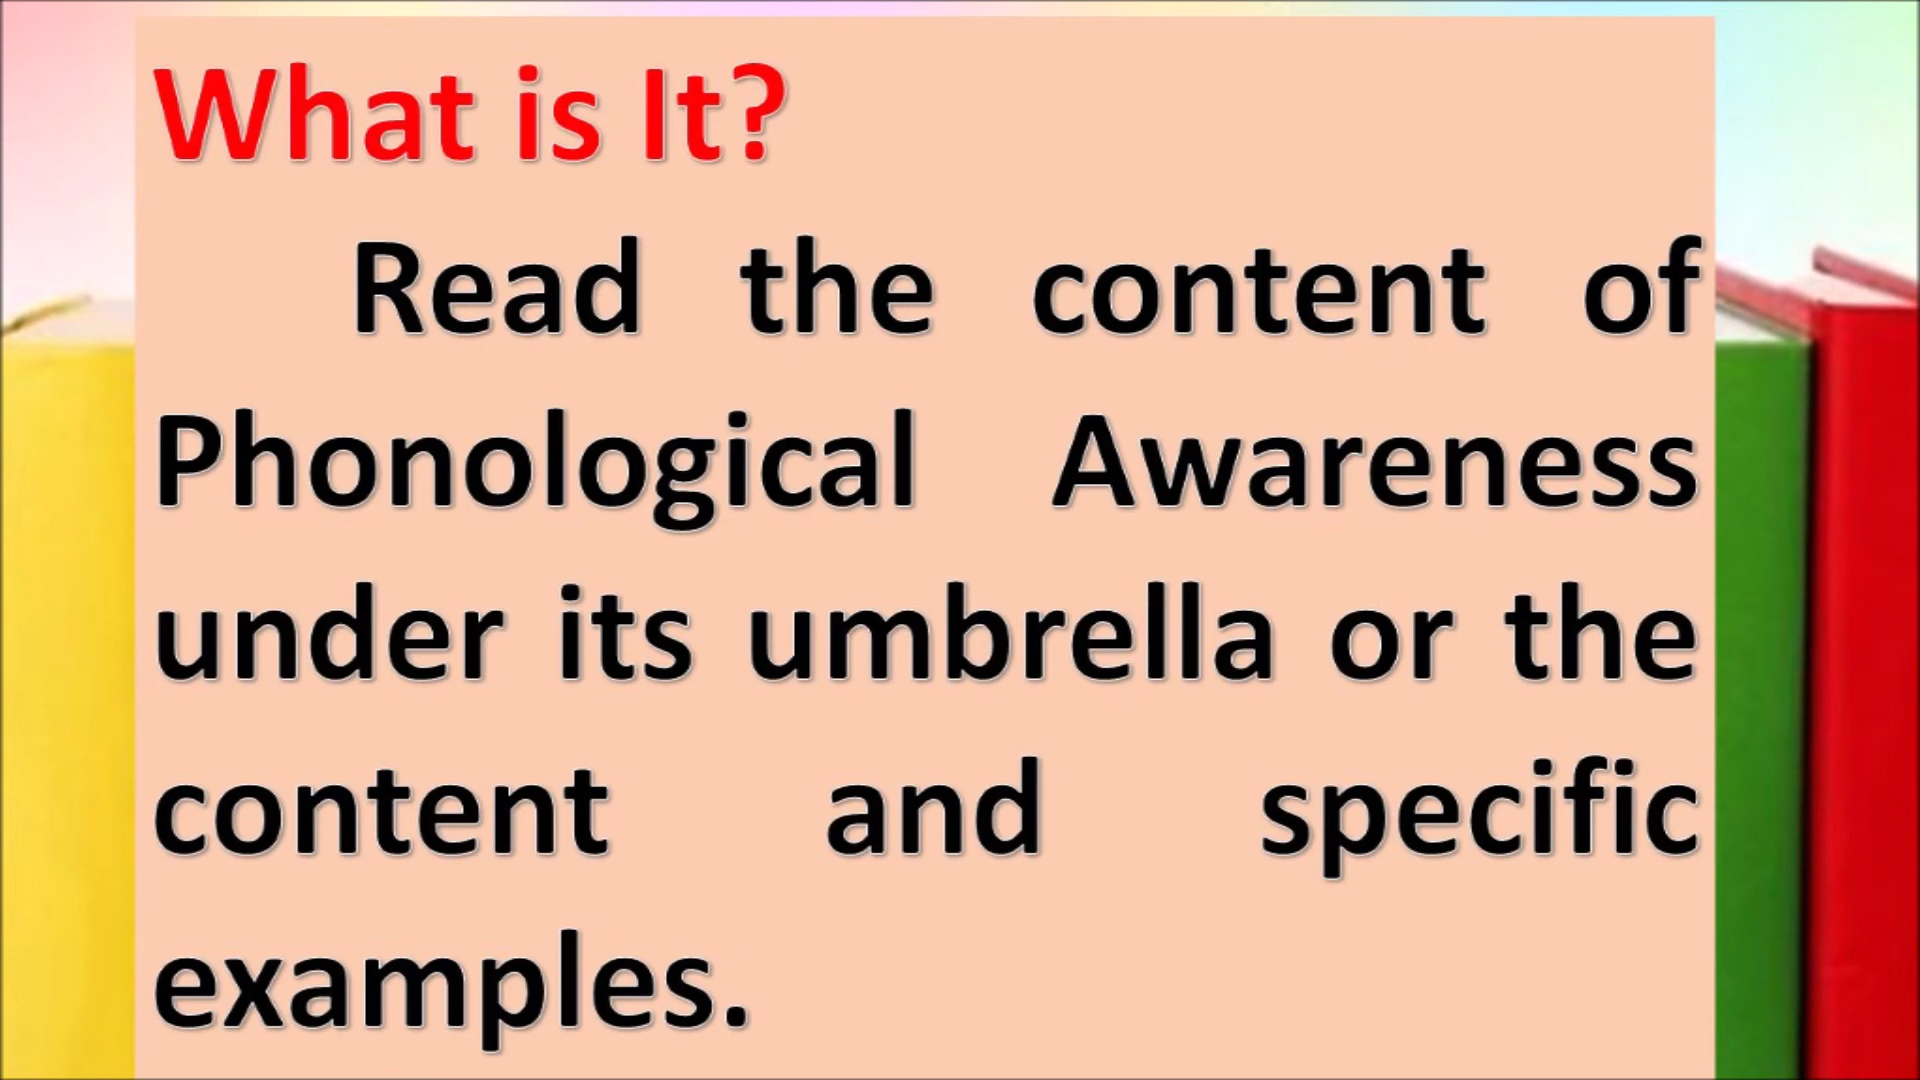 What is It?
Read the content of
Phonological Awareness
under its umbrella or the
content and specific
examples.